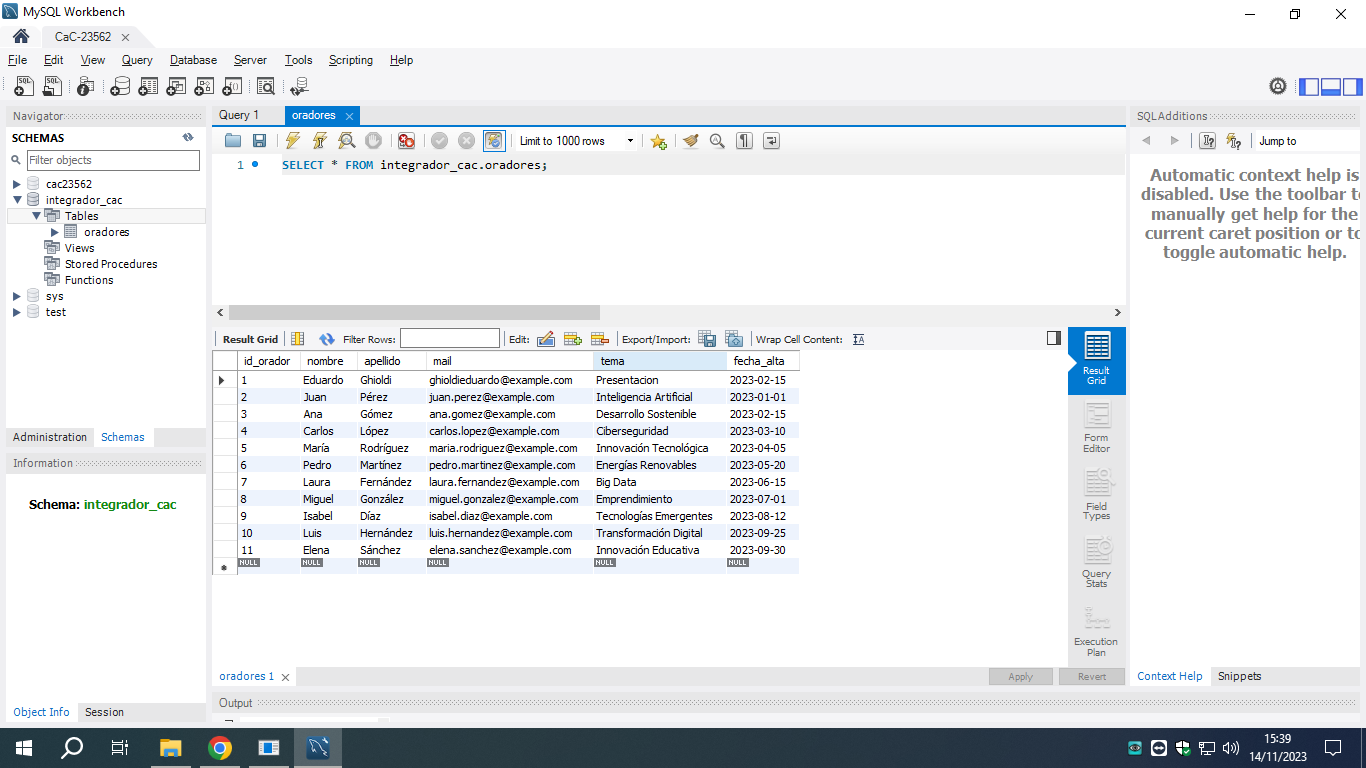 MySQL Workbench
CaC-23562
File Edit View Query Database Server Tools Scripting Help
Navigator
SCHEMAS
Filter objects
cac23562
integrador_cac
Tables
oradores
Views
Stored Procedures
Functions
sys
test
Administration Schemas
Information
Schema: integrador_cac
Object Info Session
Query 1 oradores
Limit to 1000 rows
1 SELECT * FROM integrador_cac.oradores;
Result Grid Filter Rows: Edit: Export/Import: Wrap Cell Content:
id_orador nombre apellido mail tema fecha_alta
1 Eduardo Ghioldi ghioldieduardo@example.com Presentacion 2023-02-15
2 Juan Pérez juan.perez@example.com Inteligencia Artificial 2023-01-01
3 Ana Gómez ana.gomez@example.com Desarrollo Sostenible 2023-02-15
4 Carlos López carlos.lopez@example.com Ciberseguridad 2023-03-10
5 María Rodríguez maria.rodriguez@example.com Innovación Tecnológica 2023-04-05
6 Pedro Martínez pedro.martinez@example.com Energías Renovables 2023-05-20
7 Laura Fernández laura.fernandez@example.com Big Data 2023-06-15
8 Miguel González miguel.gonzalez@example.com Emprendimiento 2023-07-01
9 Isabel Díaz isabel.diaz@example.com Tecnologías Emergentes 2023-08-12
10 Luis Hernández luis.hernandez@example.com Transformación Digital 2023-09-25
11 Elena Sánchez elena.sanchez@example.com Innovación Educativa 2023-09-30
NULL NULL NULL NULL NULL NULL
Result
Grid
Form
Editor
Field
Types
Query
Stats
Execution
Plan
oradores 1
Apply Revert
Output
SQLAdditions
Jump to
Automatic context help is
disabled. Use the toolbar to
manually get help for the
current caret position or to
toggle automatic help.
Context Help Snippets
15:39
14/11/2023